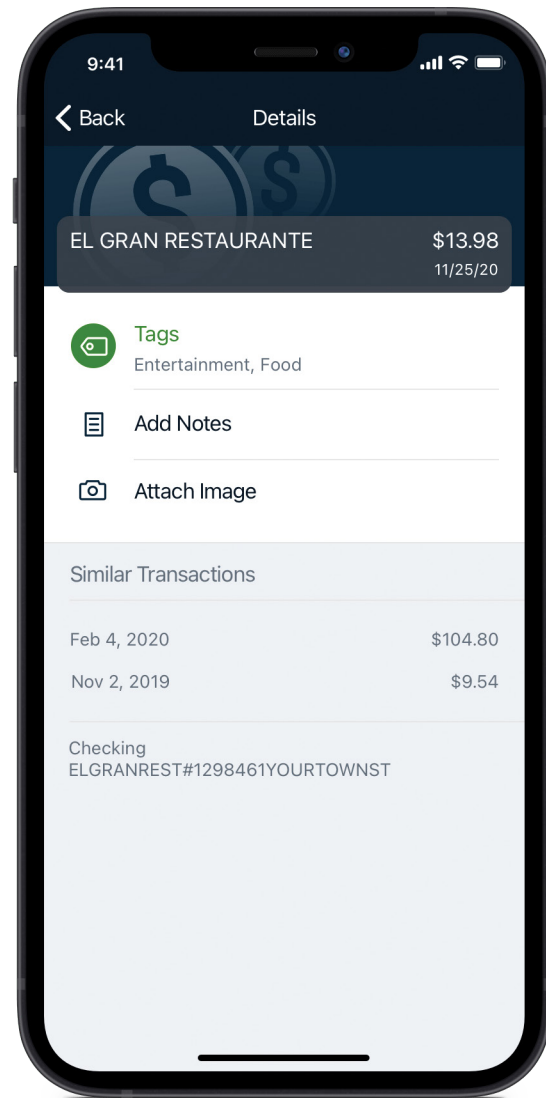 9:41
Back Details
EL GRAN RESTAURANTE $13.98
11/25/20
Tags
Entertainment, Food
Add Notes
Attach Image
Similar Transactions
Feb 4, 2020 $104.80
Nov 2, 2019 $9.54
Checking
ELGRANREST#1298461YOURTOWNST